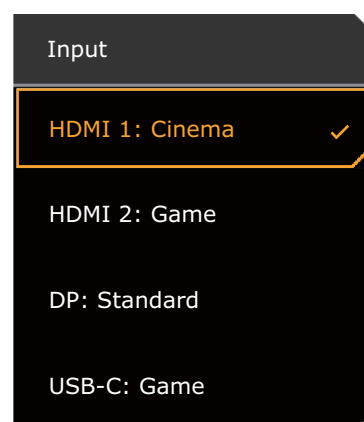 Input
HDMI 1: Cinema
HDMI 2: Game
DP: Standard
USB-C: Game